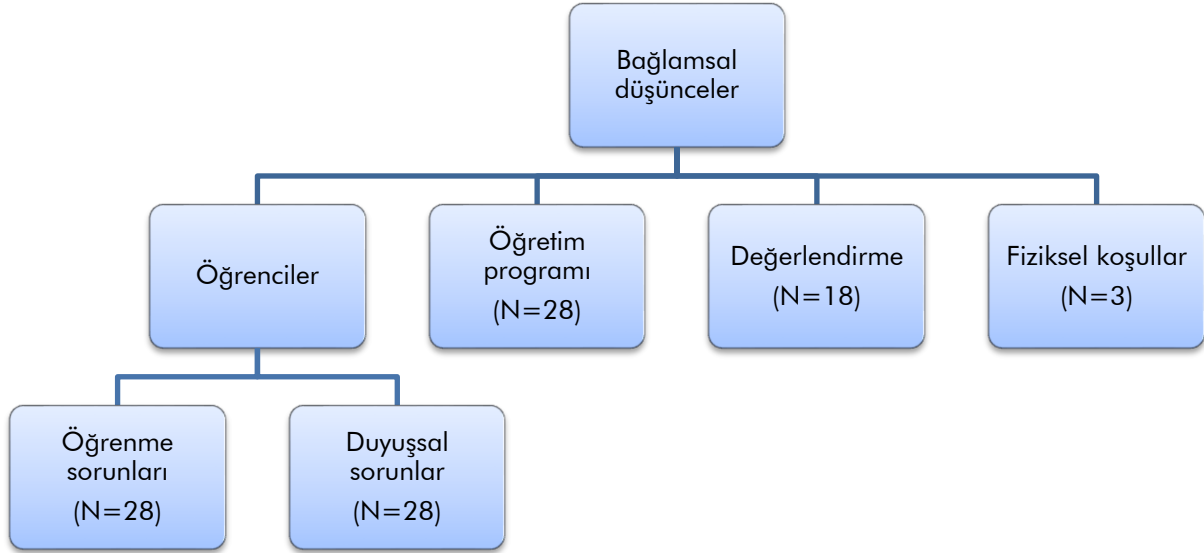 Bağlamsal
düşünceler
Öğrenciler
Öğretim
programı
(N=28)
Değerlendirme
(N=18)
Fiziksel koşullar
(N=3)
Öğrenme
sorunları
(N=28)
Duyuşsal
sorunlar
(N=28)